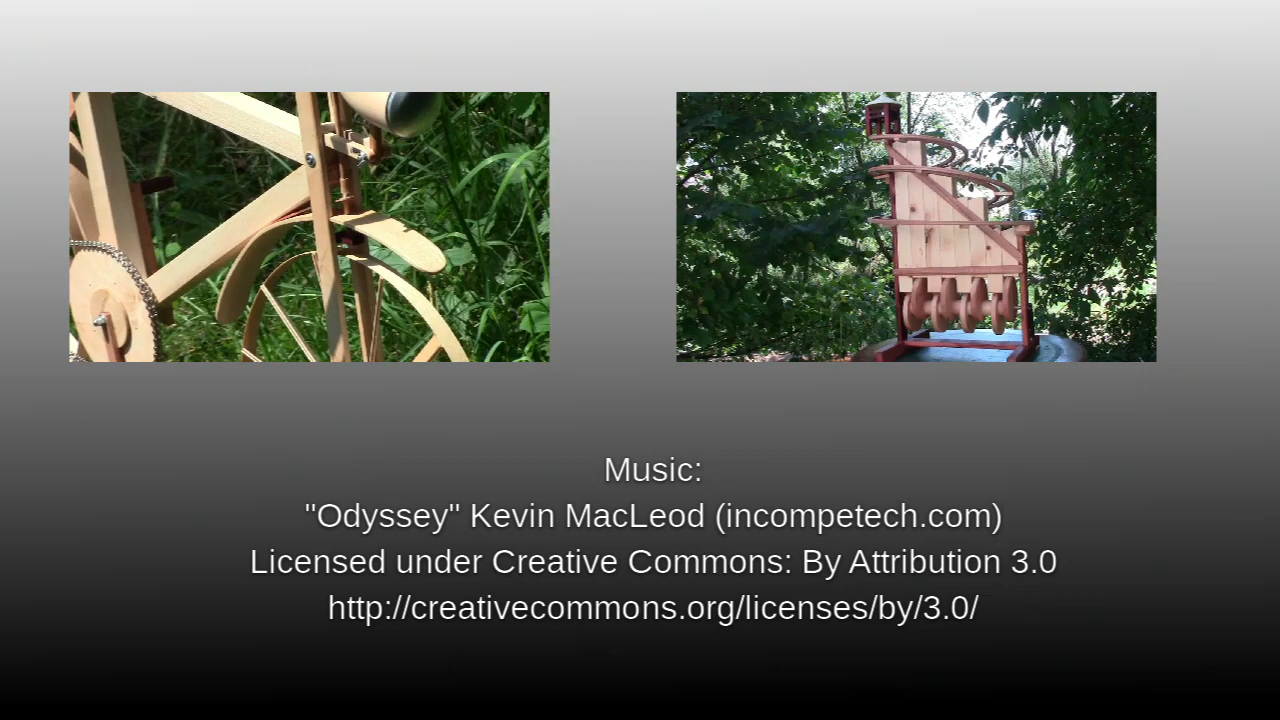 Music:
"Odyssey" Kevin MacLeod (incompetech.com)
Licensed under Creative Commons: By Attribution 3.0
http://creativecommons.org/licenses/by/3.0/